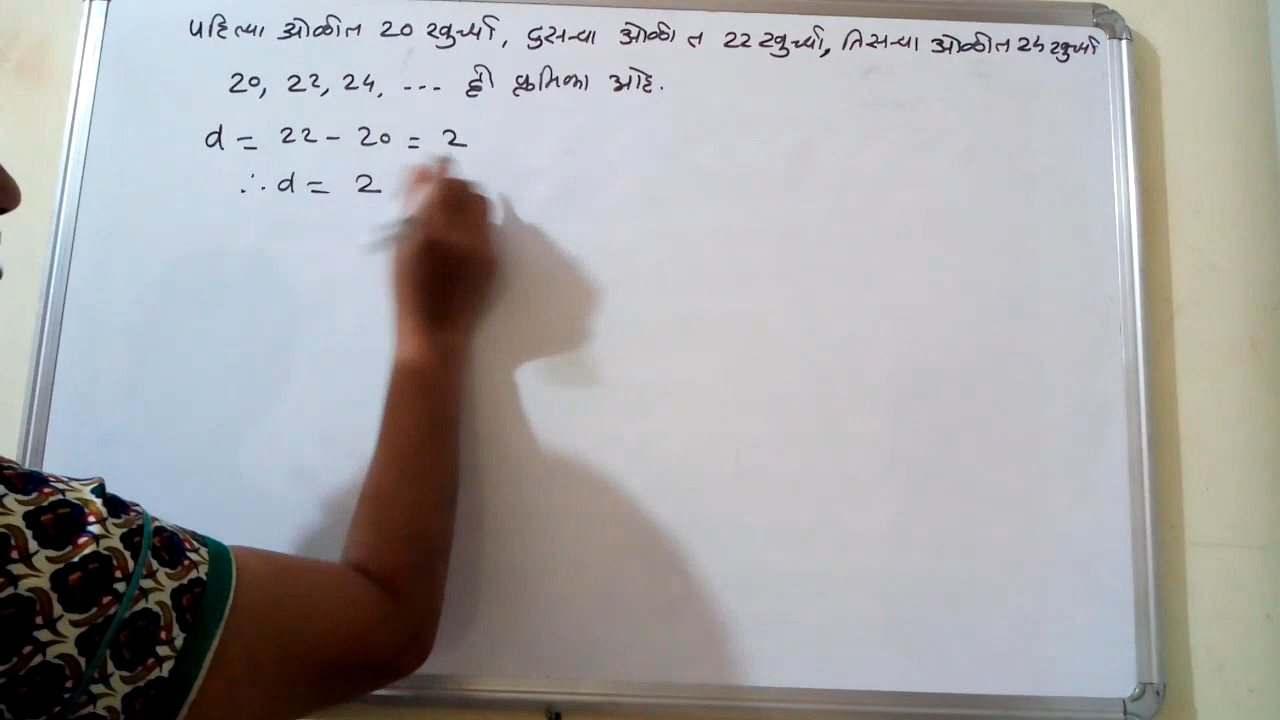 पहिल्या ओळीत 20 खुर्च्या, दुसऱ्या ओळीत 22 खुर्च्या, तिसऱ्या ओळीत 24 खुर्च्या
20, 22, 24, --- ही क्रमिका आहे.
d = 22 - 20 = 2
∴ d = 2